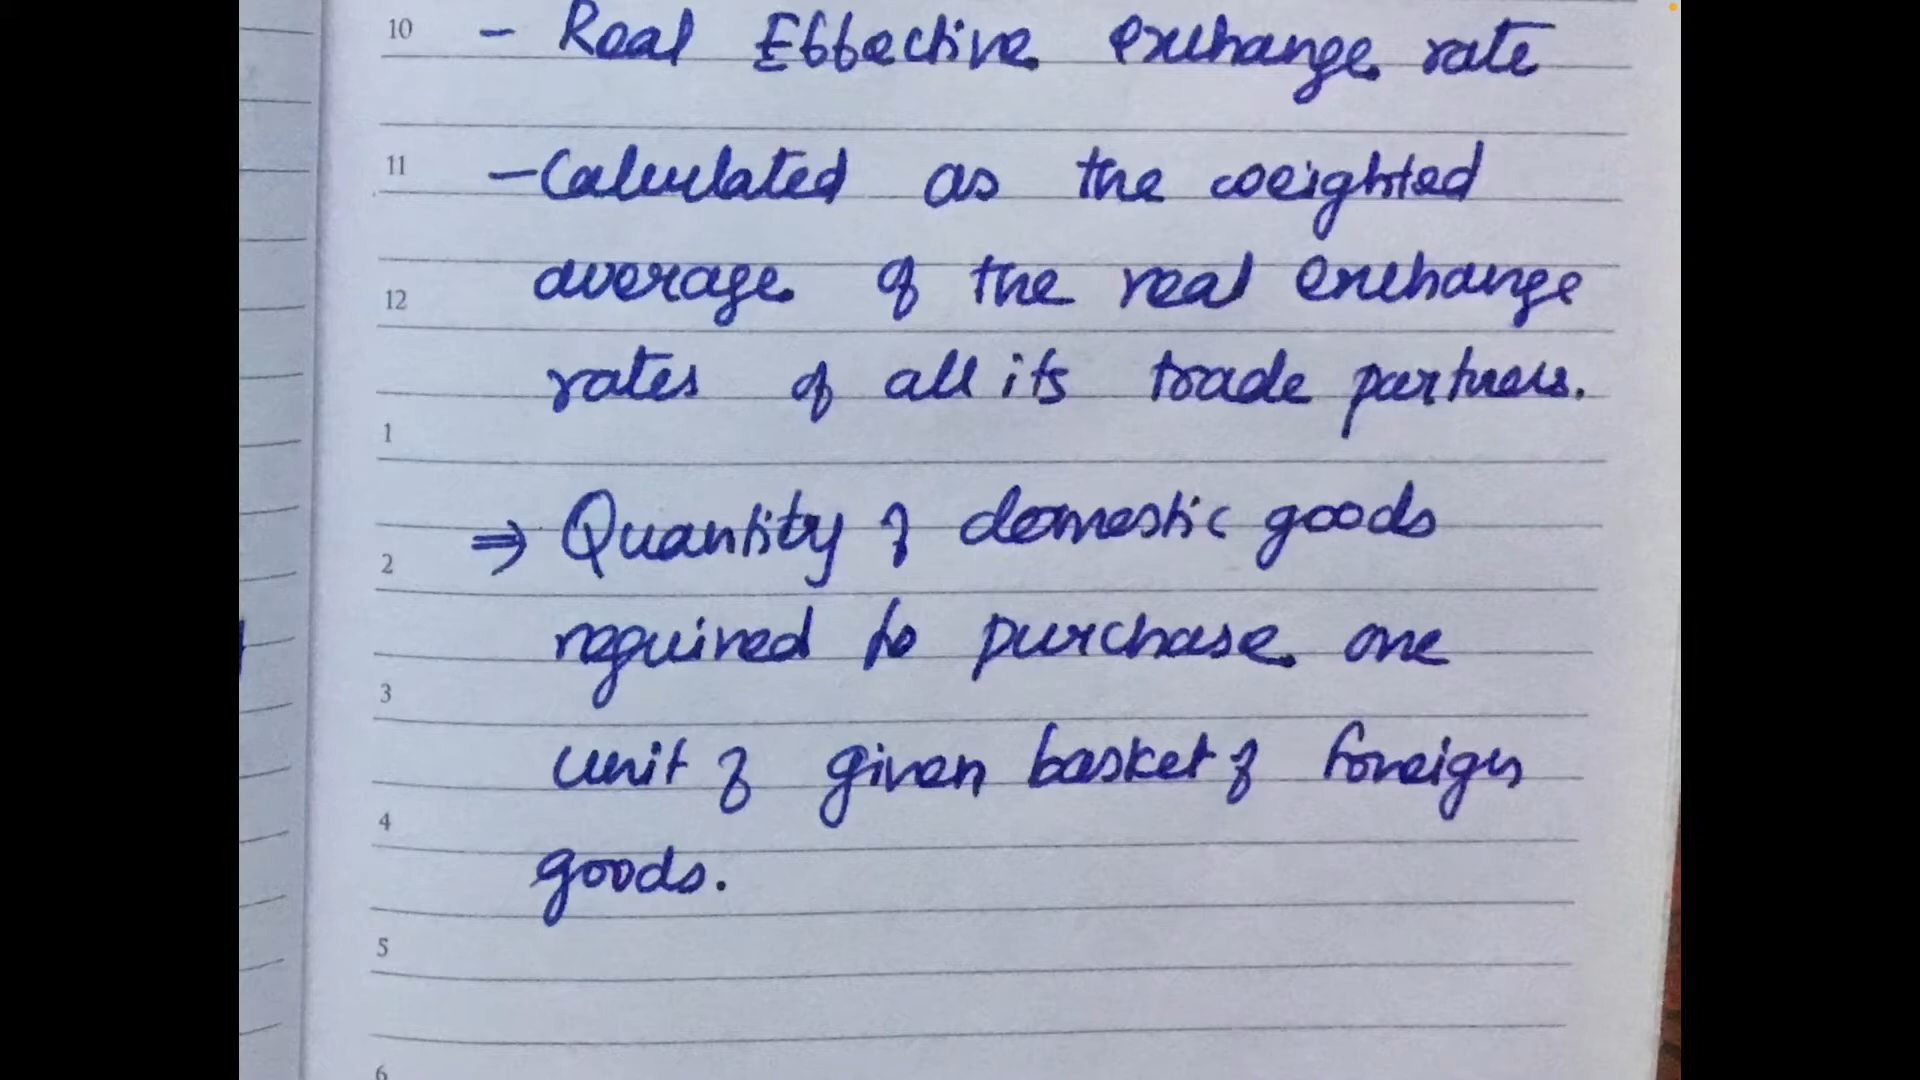 10 - Real Effective exchange rate
11 - Calculated as the weighted
average of the real exchange
12
rates of all its trade partners.
1
⇒ Quantity of domestic goods
2
required to purchase one
3
unit of given basket of foreign
4
goods.
5
6